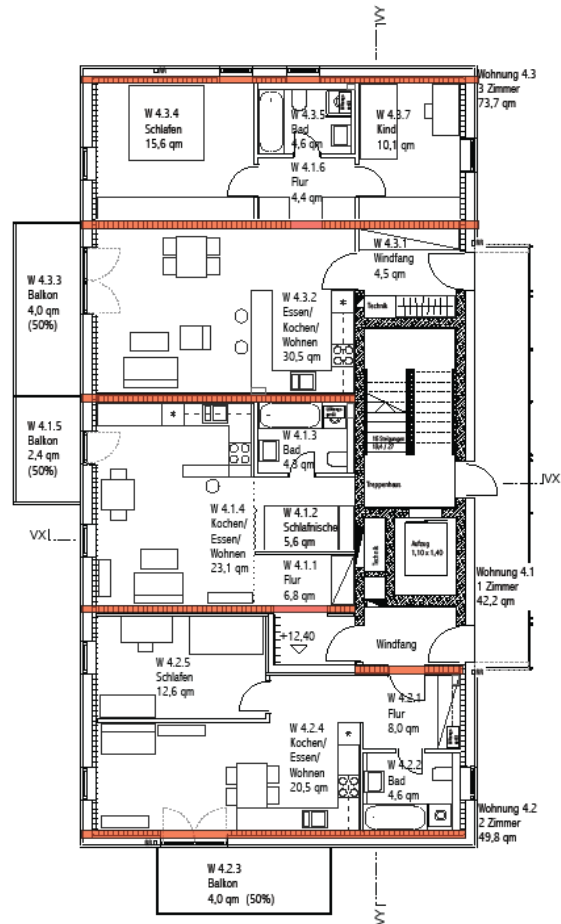 VY
Wohnung 4.3
3 Zimmer
73,7 qm
W 4.3.4
Schlafen
15,6 qm
W 4.3.5
Bad
4,6 qm
W 4.3.7
Kind
10,1 qm
W 4.1.6
Flur
4,4 qm
W 4.3.1
Windfang
4,5 qm
W 4.3.3
Balkon
4,0 qm
(50%)
W 4.3.2
Essen/
Kochen/
Wohnen
30,5 qm
Technik
W 4.1.5
Balkon
2,4 qm
(50%)
W 4.1.3
Bad
4,3 qm
Treppenhaus
VX
W 4.1.4
Kochen/
Essen/
Wohnen
23,1 qm
W 4.1.2
Schlafnische
5,6 qm
VX
Technik
Aufzug
1,10 x 1,40
W 4.1.1
Flur
6,8 qm
Wohnung 4.1
1 Zimmer
42,2 qm
+12,40
Windfang
W 4.2.5
Schlafen
12,6 qm
W 4.2.1
Flur
8,0 qm
W 4.2.4
Kochen/
Essen/
Wohnen
20,5 qm
W 4.2.2
Bad
4,6 qm
Wohnung 4.2
2 Zimmer
49,8 qm
W 4.2.3
Balkon
4,0 qm (50%)
VY